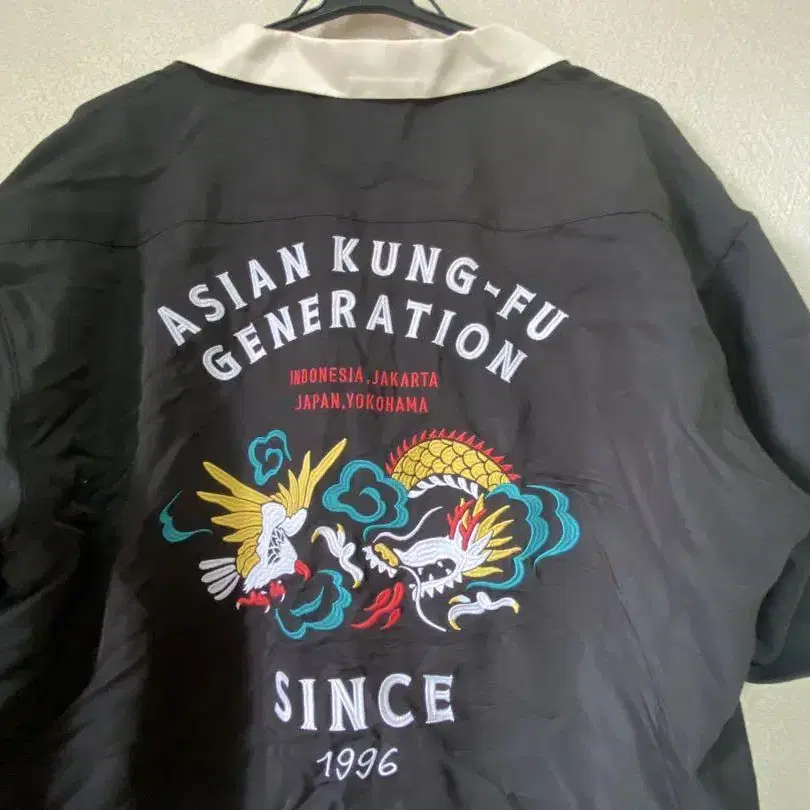 ASIAN KUNG-FU
GENERATION
INDONESIA,JAKARTA
JAPAN,YOKOHAMA
SINCE
1996